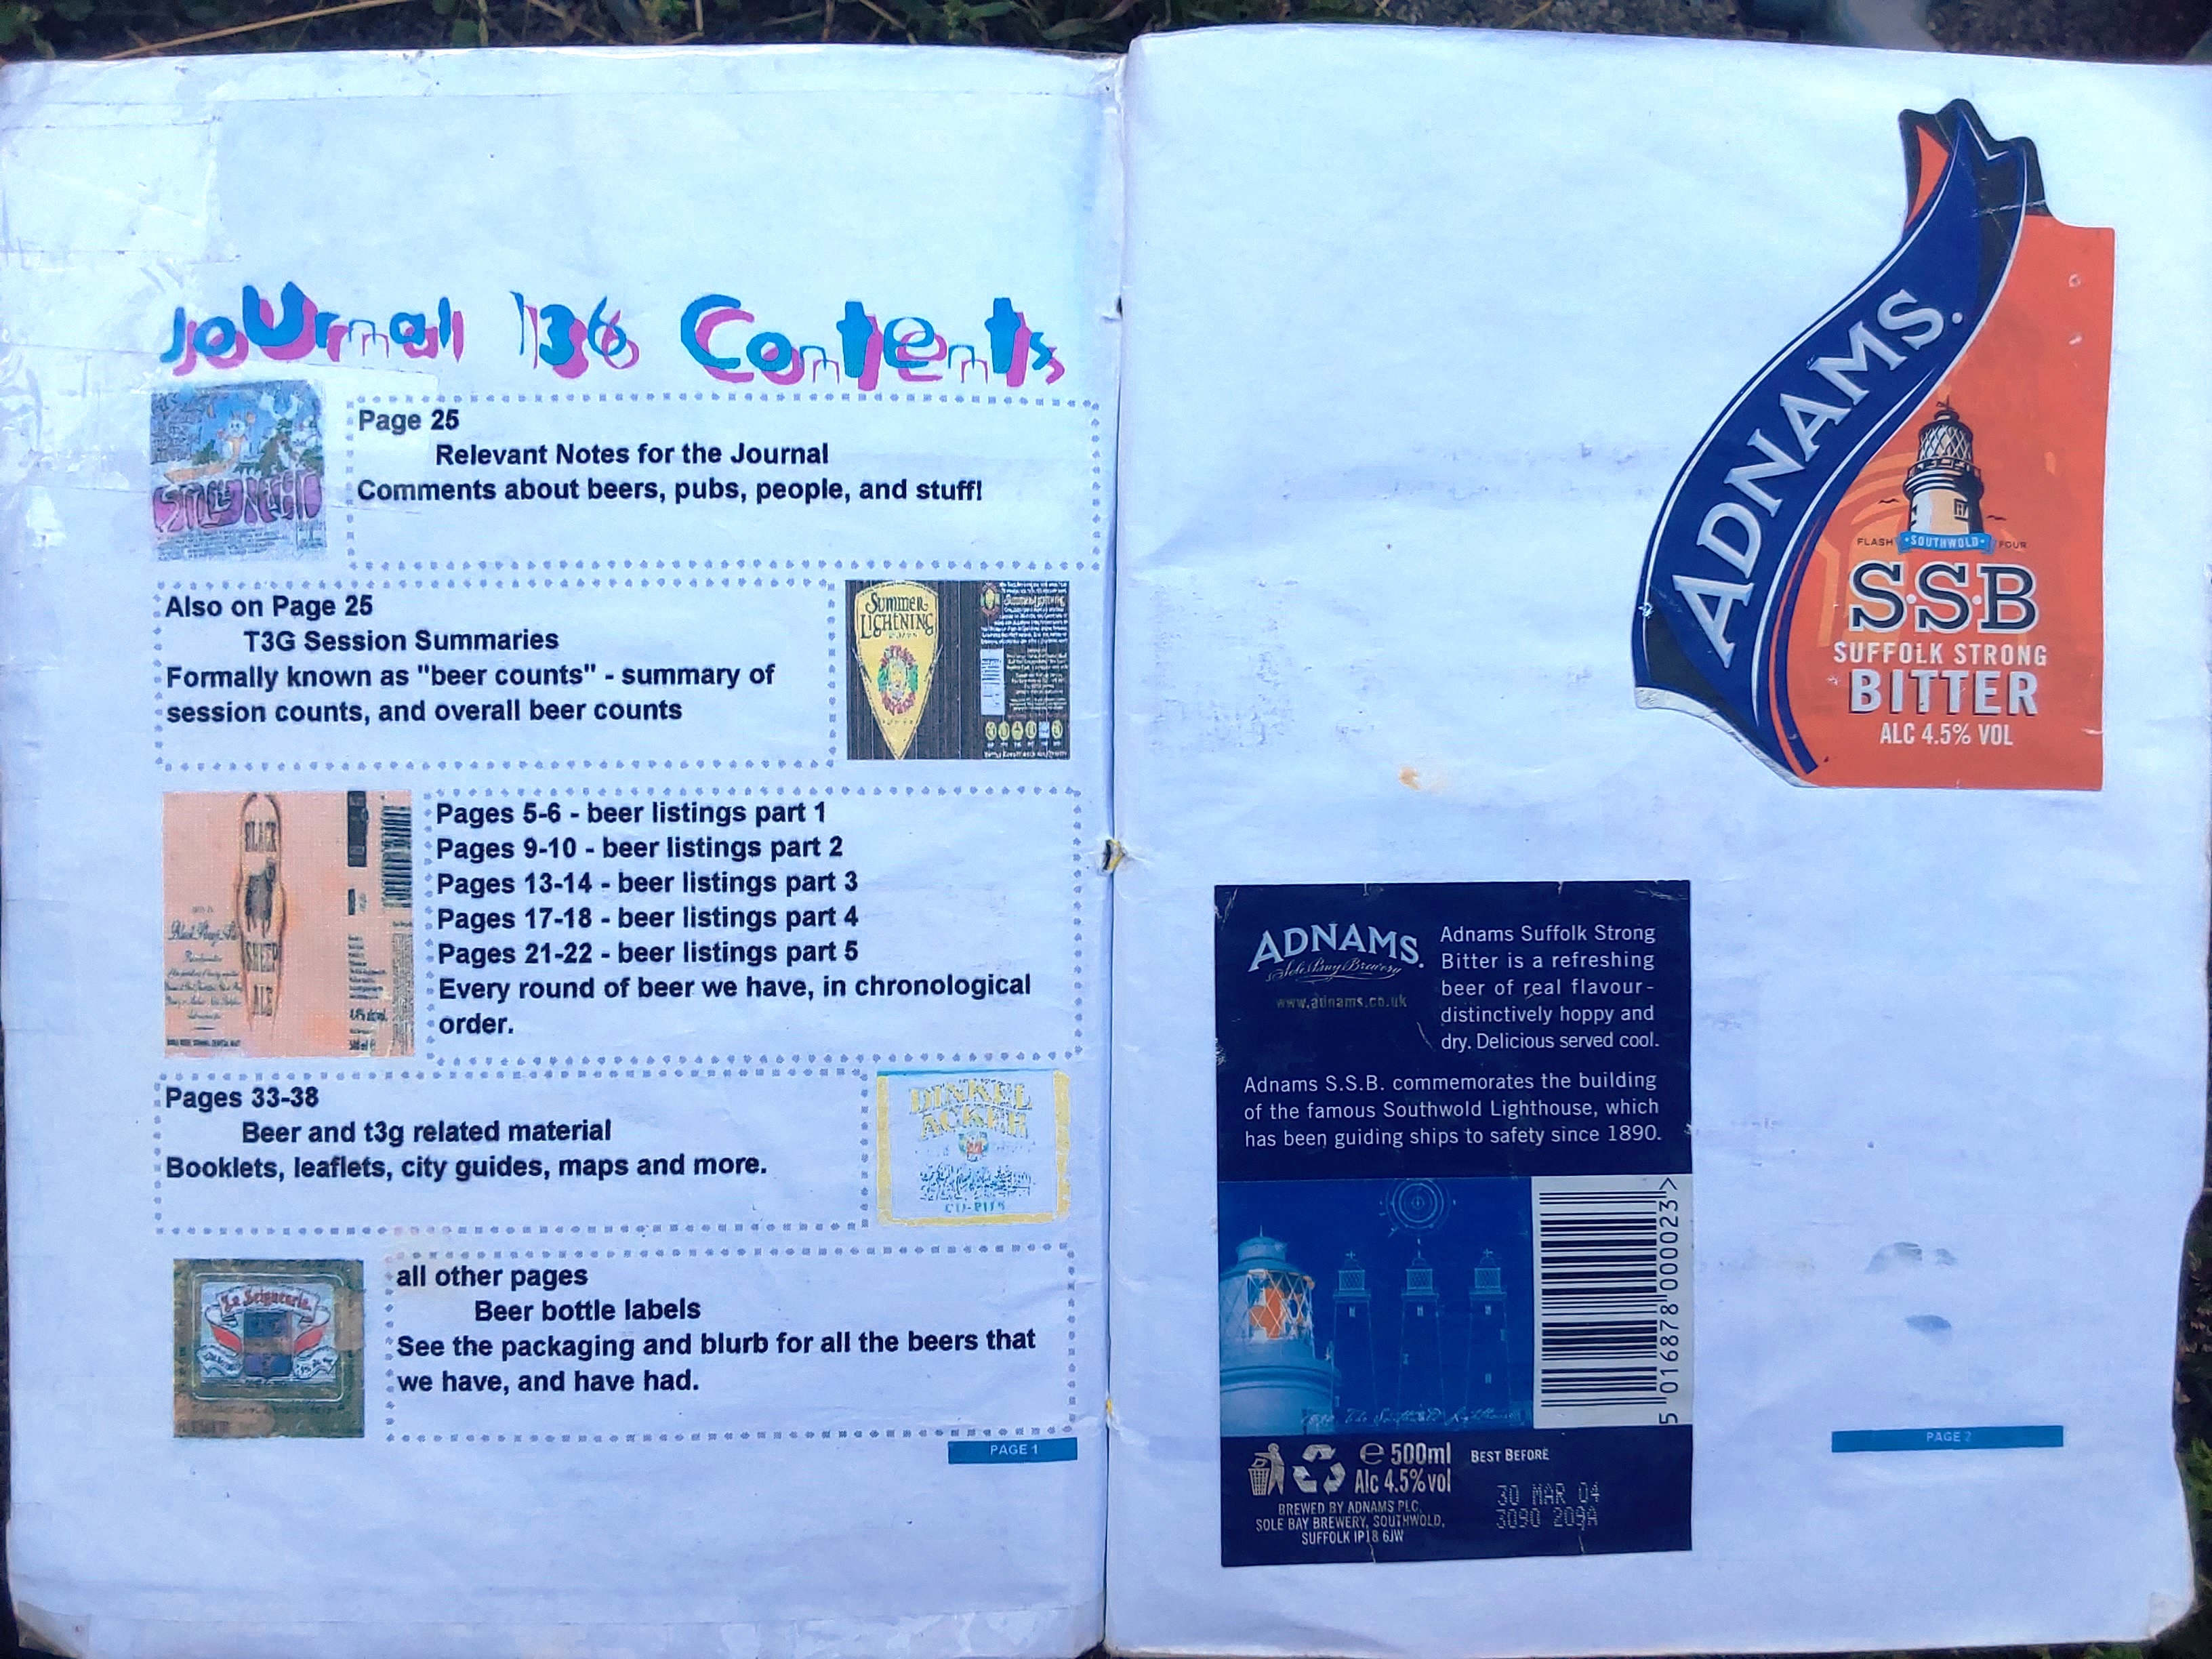 Journal 136 Contents
Page 25
Relevant Notes for the Journal
Comments about beers, pubs, people, and stuff!
Also on Page 25
T3G Session Summaries
Formally known as "beer counts" - summary of
session counts, and overall beer counts
SUMMER
LIGHTNING
Pages 5-6 - beer listings part 1
Pages 9-10 - beer listings part 2
Pages 13-14 - beer listings part 3
Pages 17-18 - beer listings part 4
Pages 21-22 - beer listings part 5
Every round of beer we have, in chronological
order.
BLACK
SHEEP
ALE
Pages 33-38
Beer and t3g related material
Booklets, leaflets, city guides, maps and more.
DINKEL
ACKER
CD-PILS
all other pages
Beer bottle labels
See the packaging and blurb for all the beers that
we have, and have had.
La Seigneurie
PAGE 1
ADNAMS.
FLASH SOUTHWOLD FOUR
S·S·B
SUFFOLK STRONG
BITTER
ALC 4.5% VOL
ADNAMS.
Sole Bay Brewery
www.adnams.co.uk
Adnams Suffolk Strong
Bitter is a refreshing
beer of real flavour -
distinctively hoppy and
dry. Delicious served cool.
Adnams S.S.B. commemorates the building
of the famous Southwold Lighthouse, which
has been guiding ships to safety since 1890.
5 016878 000023 >
e 500ml
Alc 4.5%vol
BEST BEFORE
30 MAR 04
3090 209A
BREWED BY ADNAMS PLC,
SOLE BAY BREWERY, SOUTHWOLD,
SUFFOLK IP18 6JW
PAGE 2